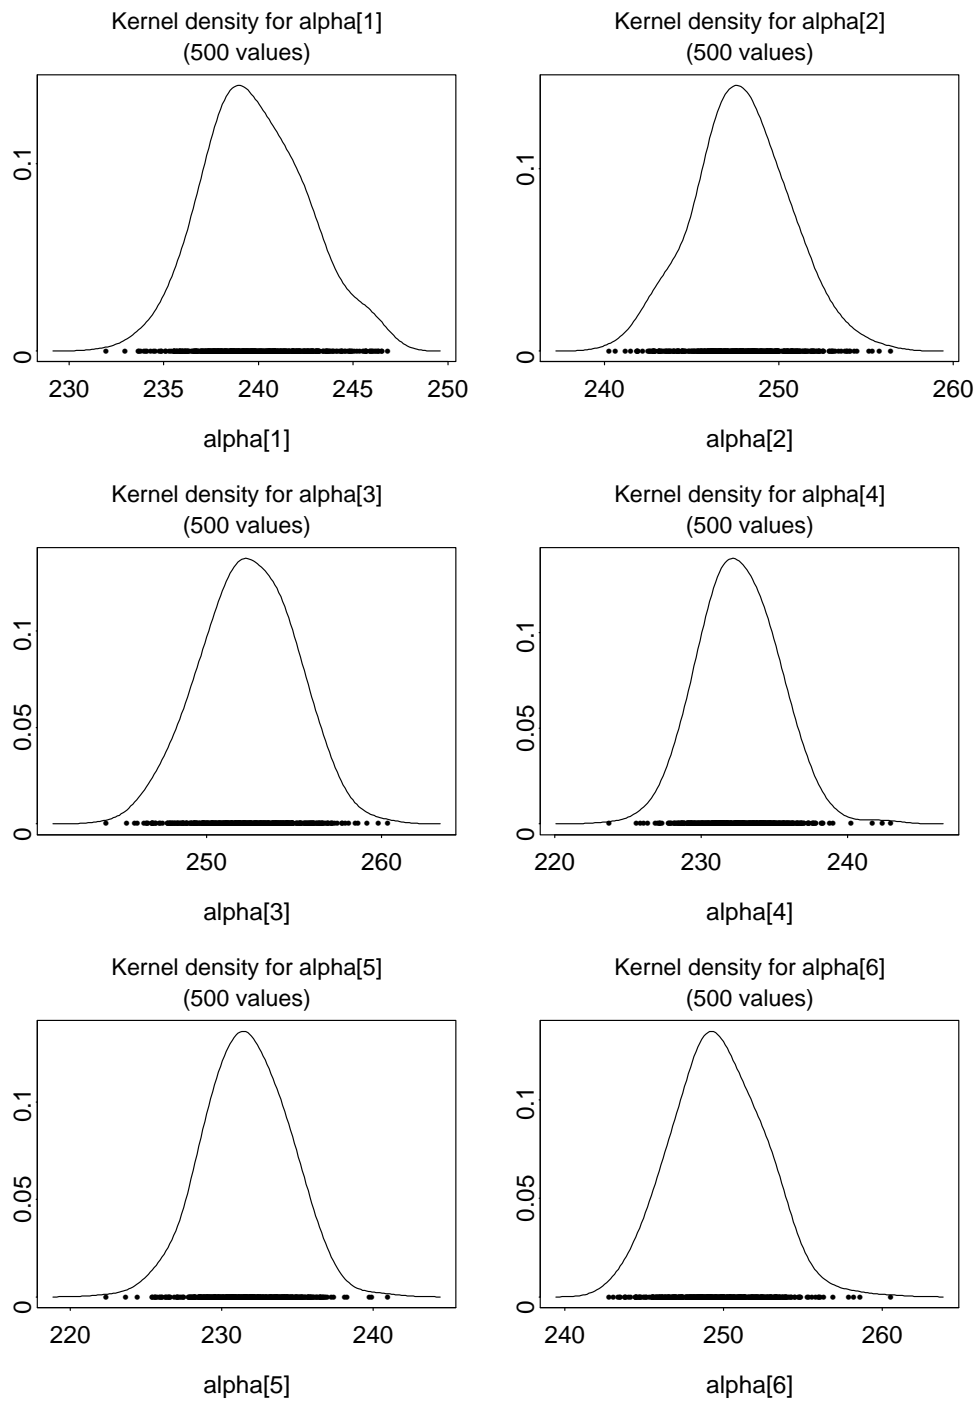 Kernel density for alpha[1]
(500 values)
0.1
0
230 235 240 245 250
alpha[1]
Kernel density for alpha[2]
(500 values)
0.1
0
240 250 260
alpha[2]
Kernel density for alpha[3]
(500 values)
0.1
0.05
0
250 260
alpha[3]
Kernel density for alpha[4]
(500 values)
0.1
0.05
0
220 230 240
alpha[4]
Kernel density for alpha[5]
(500 values)
0.1
0.05
0
220 230 240
alpha[5]
Kernel density for alpha[6]
(500 values)
0.1
0.05
0
240 250 260
alpha[6]